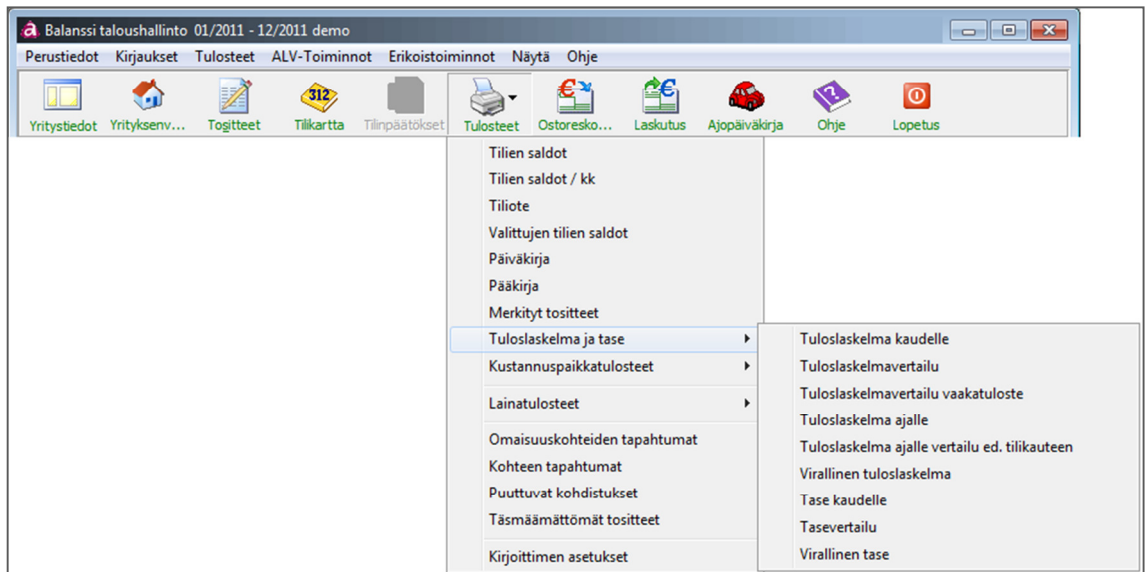 a Balanssi taloushallinto 01/2011 - 12/2011 demo
Perustiedot Kirjaukset Tulosteet ALV-Toiminnot Erikoistoiminnot Näytä Ohje
312
Yritystiedot Yrityksenv... Tositteet Tilikartta Tilinpäätökset Tulosteet Ostoresko... Laskutus Ajopäiväkirja Ohje Lopetus
Tilien saldot
Tilien saldot / kk
Tiliote
Valittujen tilien saldot
Päiväkirja
Pääkirja
Merkityt tositteet
Tuloslaskelma ja tase
Kustannuspaikkatulosteet
Lainatulosteet
Omaisuuskohteiden tapahtumat
Kohteen tapahtumat
Puuttuvat kohdistukset
Täsmäämättömät tositteet
Kirjoittimen asetukset
Tuloslaskelma kaudelle
Tuloslaskelmavertailu
Tuloslaskelmavertailu vaakatuloste
Tuloslaskelma ajalle
Tuloslaskelma ajalle vertailu ed. tilikauteen
Virallinen tuloslaskelma
Tase kaudelle
Tasevertailu
Virallinen tase